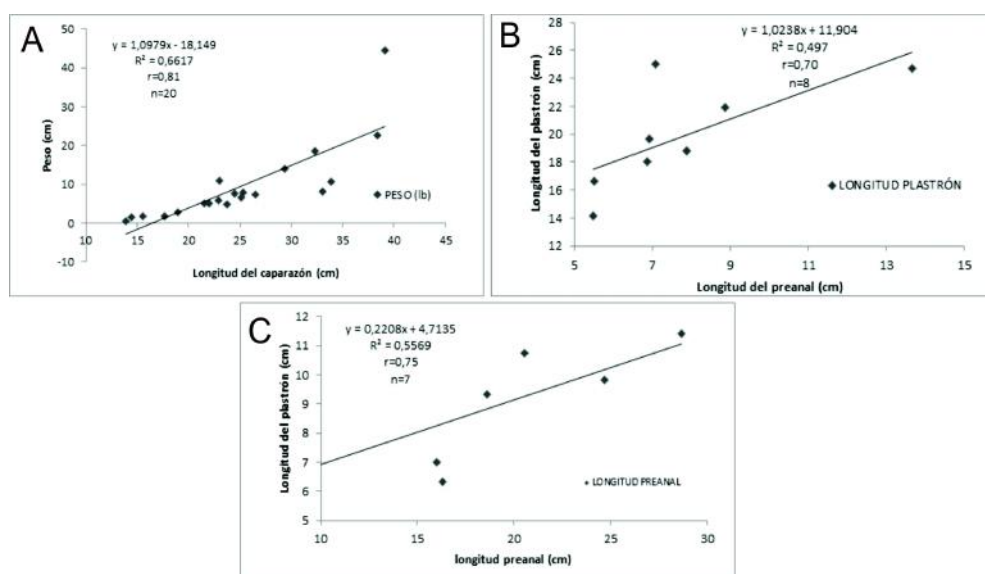 A
y = 1,0979x - 18,149
R² = 0,6617
r=0,81
n=20
Peso (cm)
50
40
30
20
10
0
-10
10 15 20 25 30 35 40 45
PESO (lb)
Longitud del caparazón (cm)
B
y = 1,0238x + 11,904
R² = 0,497
r=0,70
n=8
Longitud del plastrón (cm)
28
26
24
22
20
18
16
14
12
5 7 9 11 13 15
LONGITUD PLASTRÓN
Longitud del preanal (cm)
C
y = 0,2208x + 4,7135
R² = 0,5569
r=0,75
n=7
Longitud del plastrón (cm)
12
11
10
9
8
7
6
5
10 20 30
LONGITUD PREANAL
longitud preanal (cm)